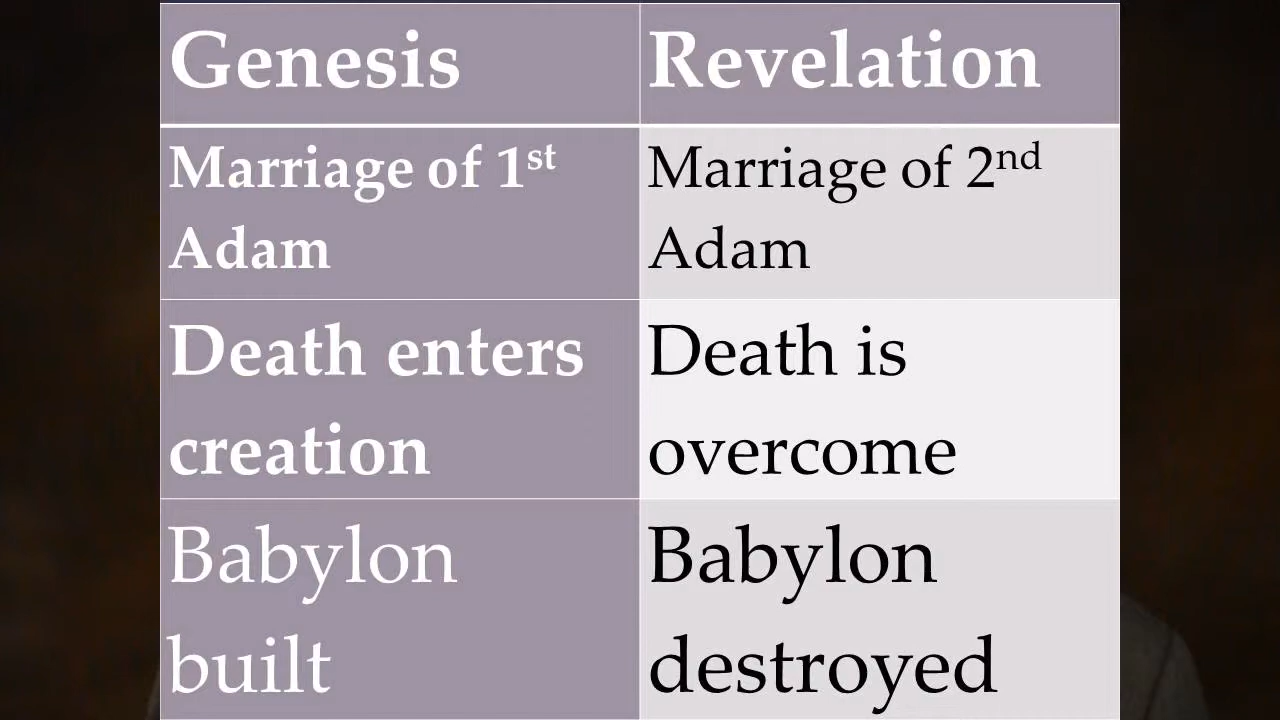 Genesis
Revelation
Marriage of 1st
Adam
Marriage of 2nd
Adam
Death enters
creation
Death is
overcome
Babylon
built
Babylon
destroyed